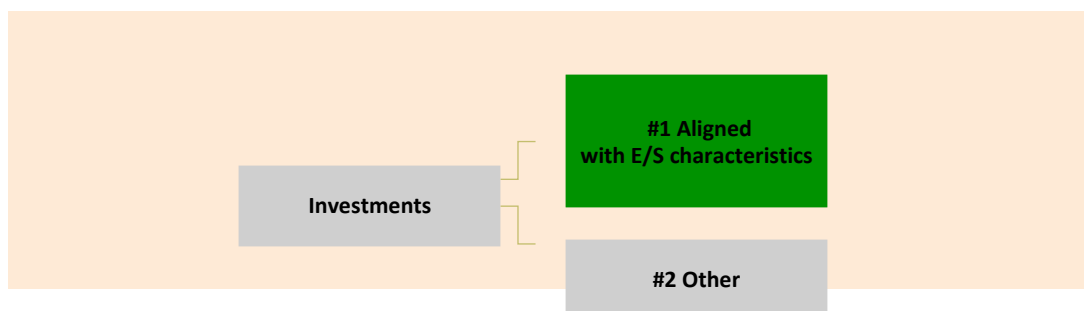 #1 Aligned
with E/S characteristics
Investments
#2 Other